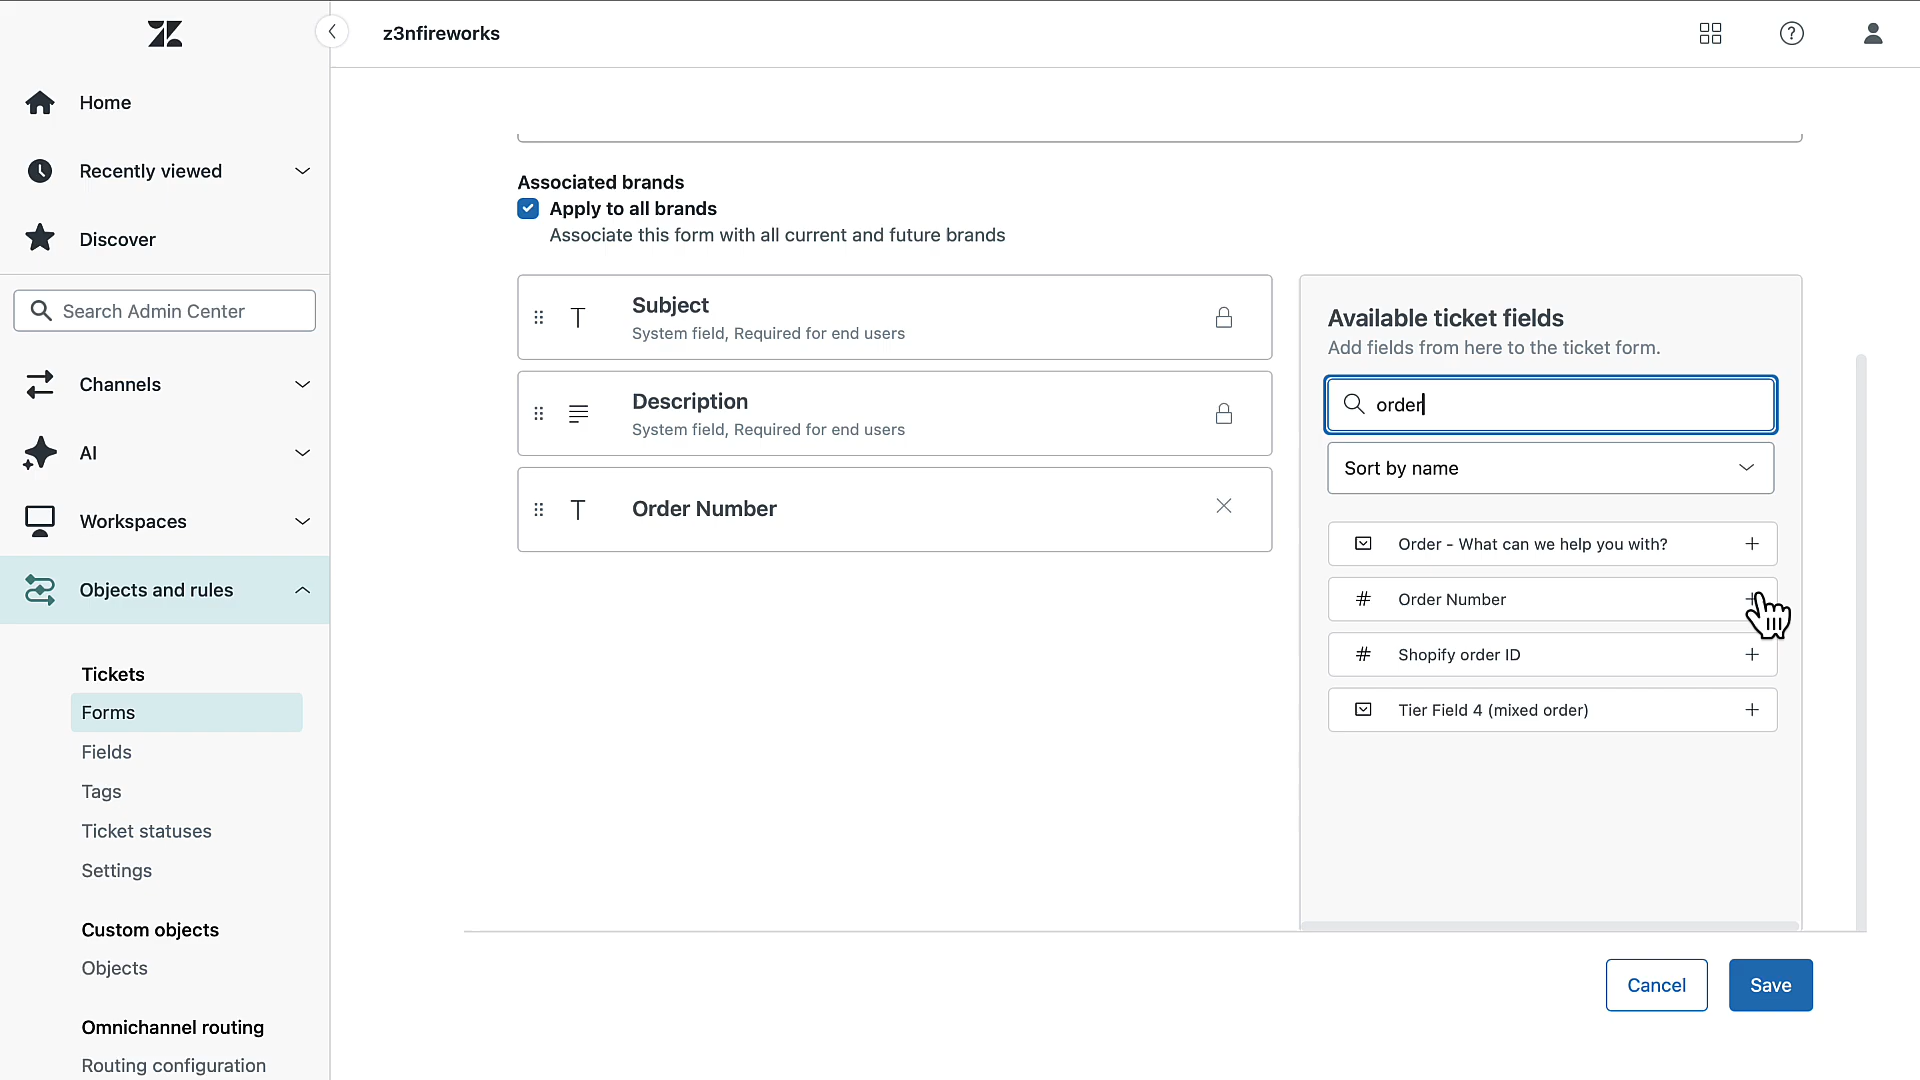 z3nfireworks
Home
Recently viewed
Discover
Search Admin Center
Channels
AI
Workspaces
Objects and rules
Tickets
Forms
Fields
Tags
Ticket statuses
Settings
Custom objects
Objects
Omnichannel routing
Routing configuration
Associated brands
Apply to all brands
Associate this form with all current and future brands
Subject
System field, Required for end users
Description
System field, Required for end users
Order Number
Available ticket fields
Add fields from here to the ticket form.
order
Sort by name
Order - What can we help you with?
Order Number
Shopify order ID
Tier Field 4 (mixed order)
Cancel
Save